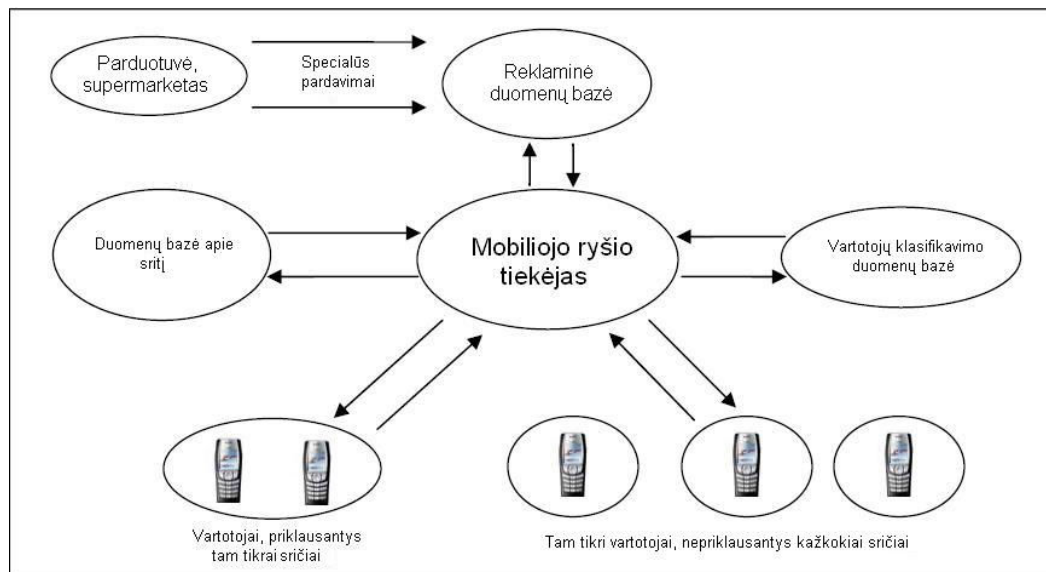 Parduotuvė,
supermarketas
Specialūs
pardavimai
Reklaminė
duomenų bazė
Duomenų bazė apie
sritį
Mobiliojo ryšio
tiekėjas
Vartotojų klasifikavimo
duomenų bazė
Vartotojai, priklausantys
tam tikrai sričiai
Tam tikri vartotojai, nepriklausantys kažkokiai sričiai